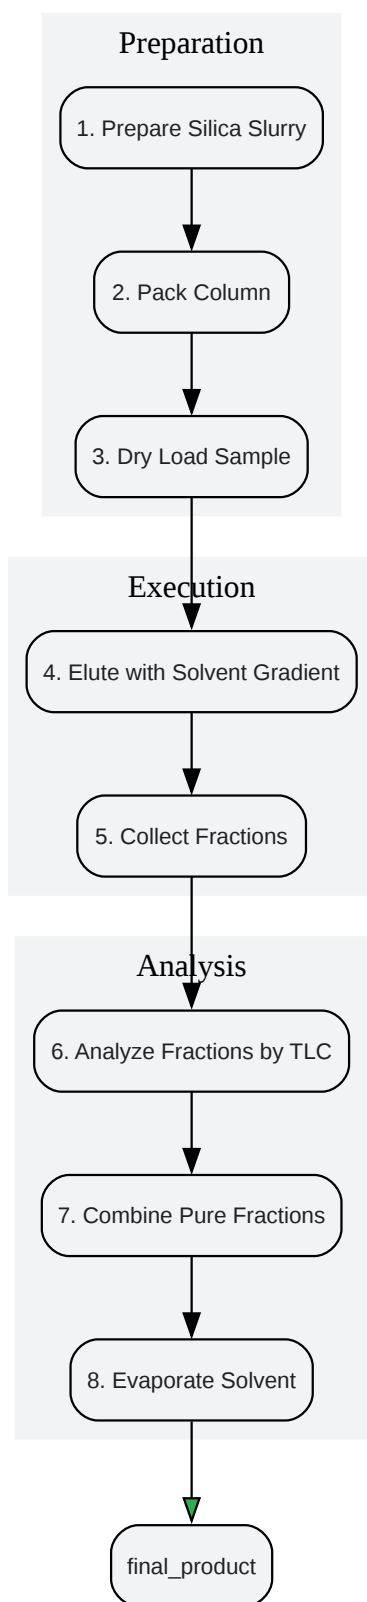 Preparation
1. Prepare Silica Slurry
2. Pack Column
3. Dry Load Sample
Execution
4. Elute with Solvent Gradient
5. Collect Fractions
Analysis
6. Analyze Fractions by TLC
7. Combine Pure Fractions
8. Evaporate Solvent
final_product